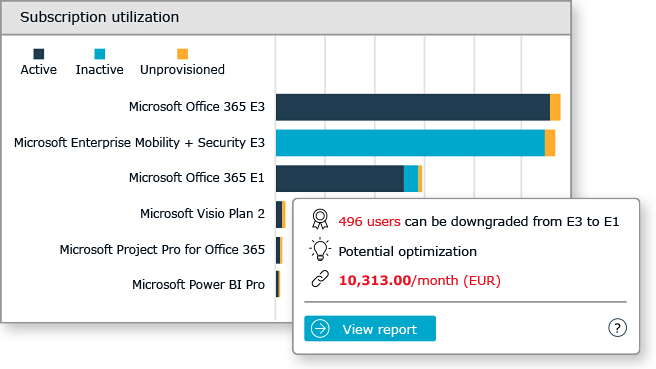 Subscription utilization
Active Inactive Unprovisioned
Microsoft Office 365 E3
Microsoft Enterprise Mobility + Security E3
Microsoft Office 365 E1
Microsoft Visio Plan 2
Microsoft Project Pro for Office 365
Microsoft Power BI Pro
496 users can be downgraded from E3 to E1
Potential optimization
10,313.00/month (EUR)
View report ?